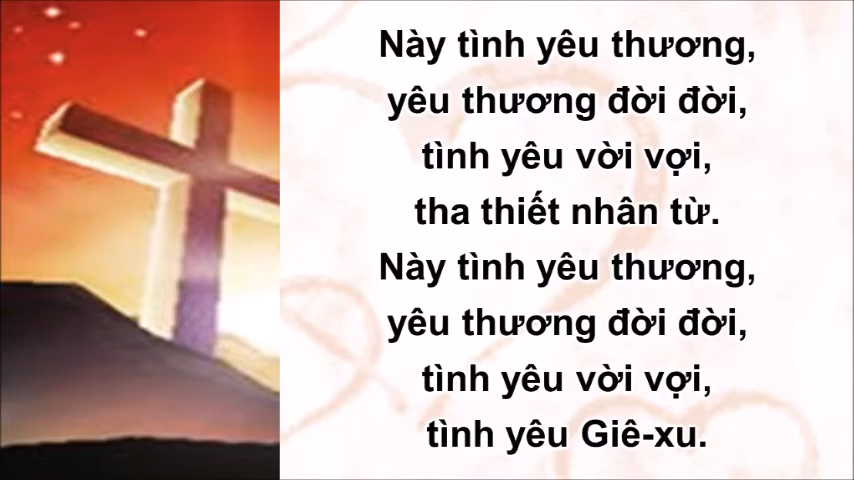 Này tình yêu thương,
yêu thương đời đời,
tình yêu vời vợi,
tha thiết nhân từ.
Này tình yêu thương,
yêu thương đời đời,
tình yêu vời vợi,
tình yêu Giê-xu.